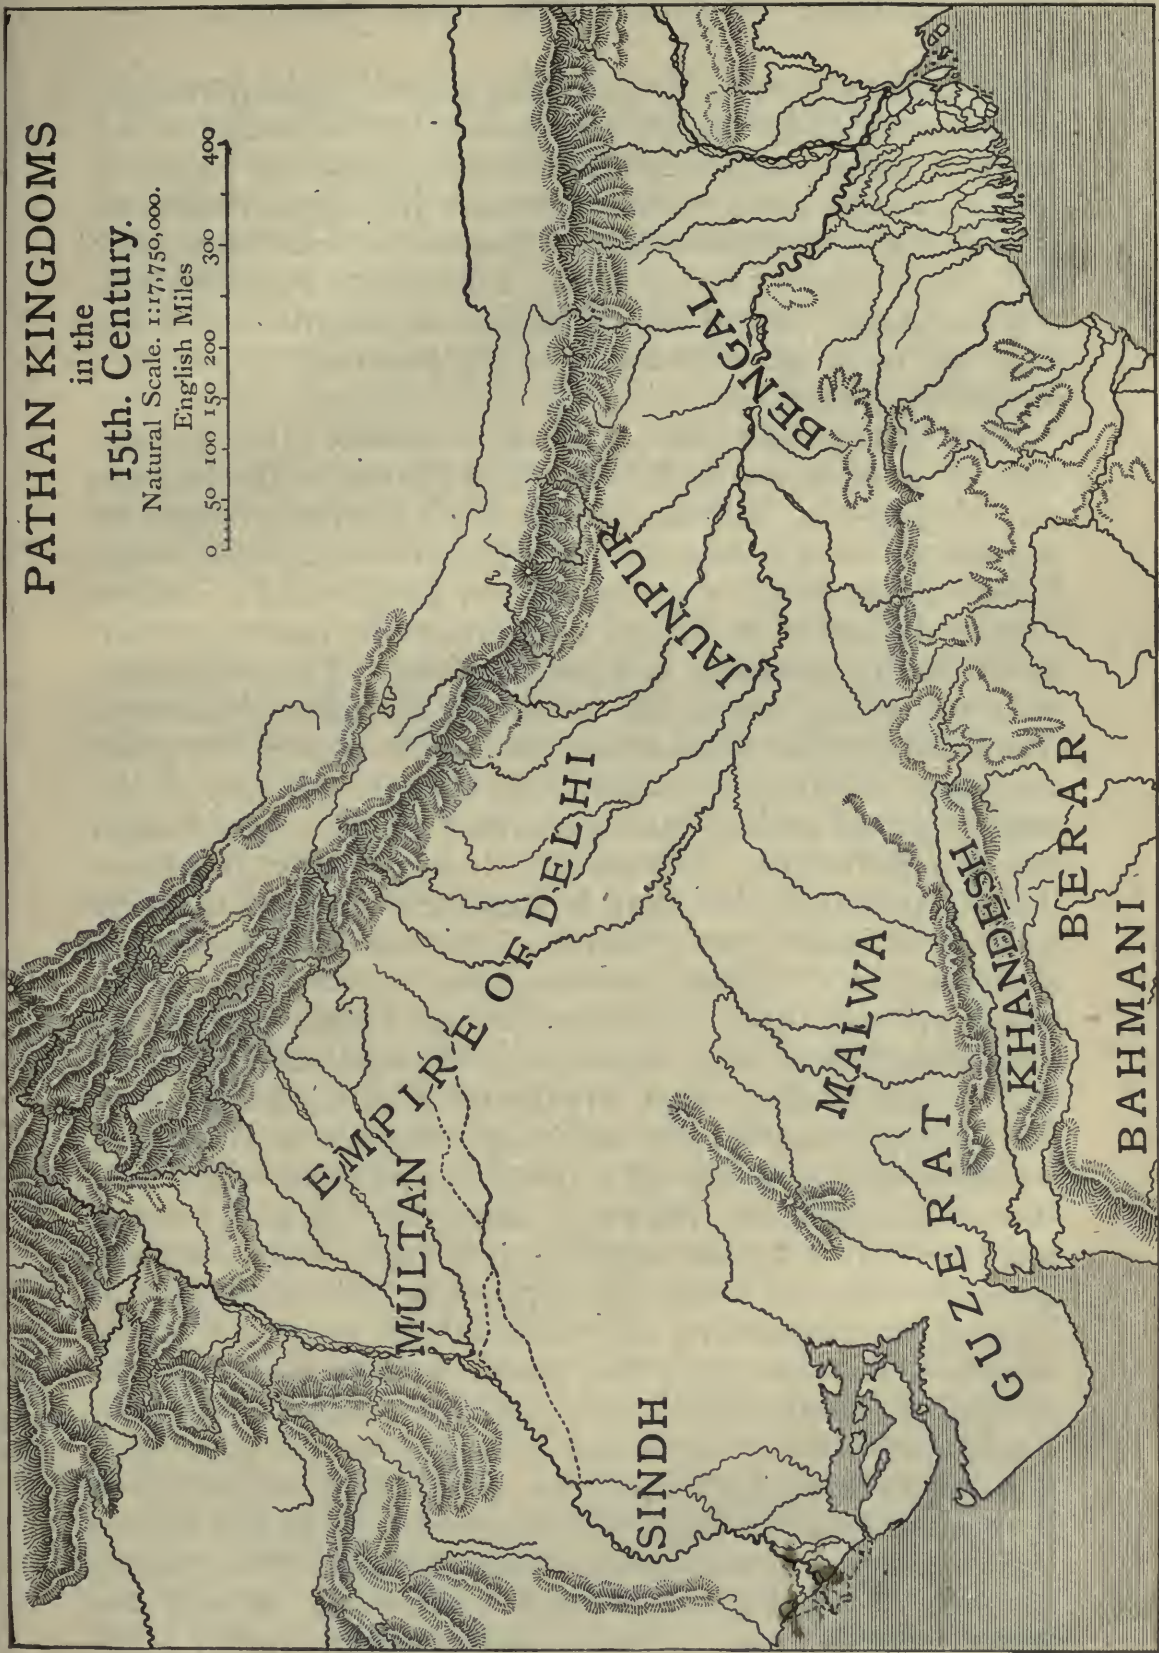 PATHAN KINGDOMS
in the
15th. Century.
Natural Scale. 1:17,750,000.
English Miles
0 50 100 150 200 300 400
EMPIRE OF DELHI
MULTAN
JAUNPUR
BENGAL
SINDH
MALWA
GUZERAT
KHANDESH
BERAR
BAHMANI